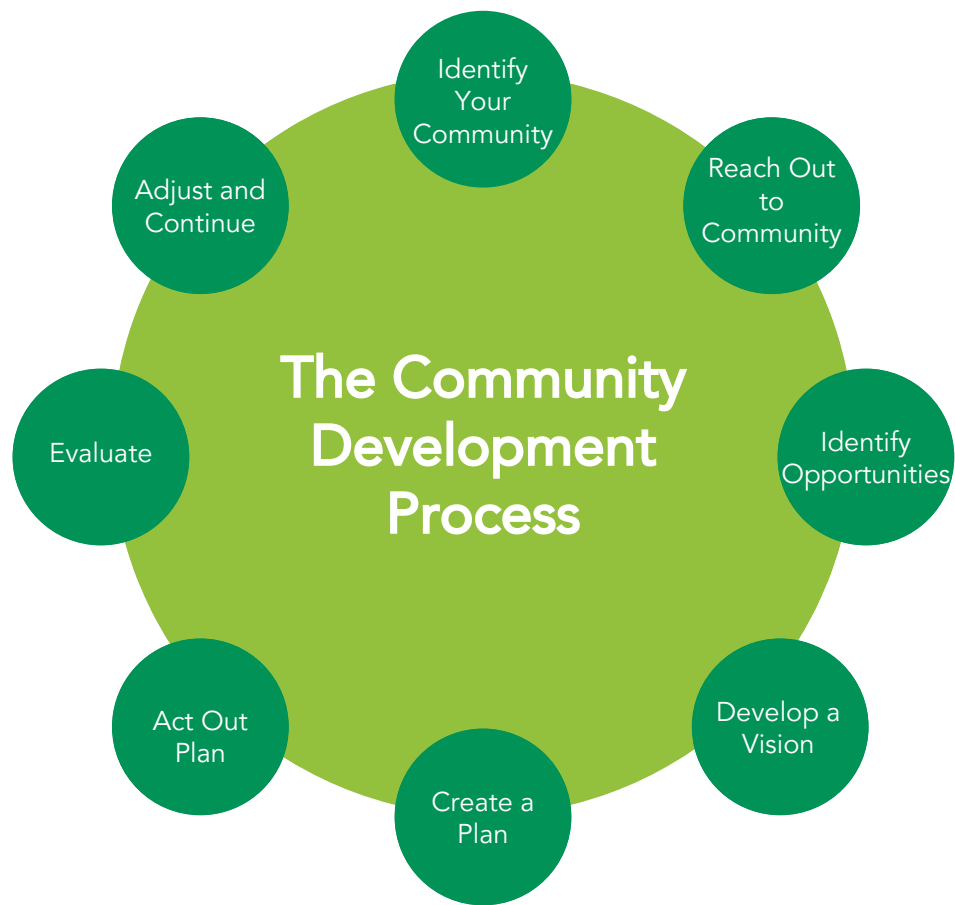 Identify
Your
Community
Reach Out
to
Community
Identify
Opportunities
Develop a
Vision
Create a
Plan
Act Out
Plan
Evaluate
Adjust and
Continue
The Community
Development
Process